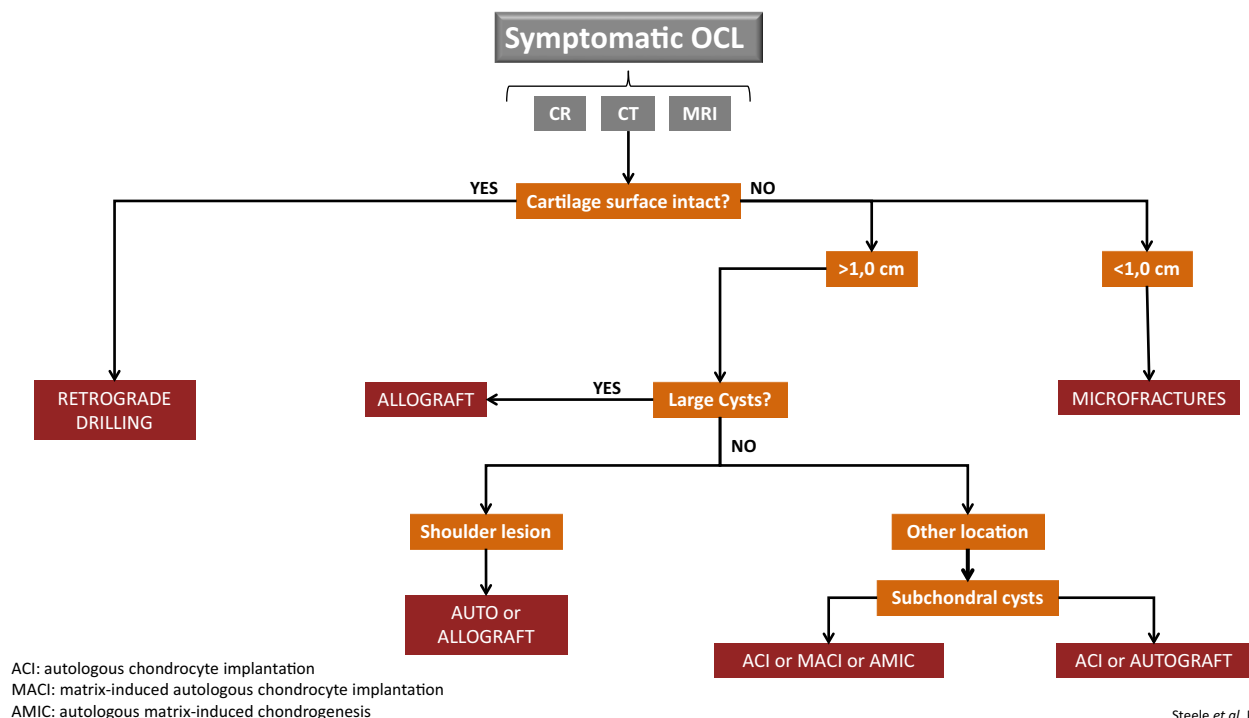 Symptomatic OCL
CR
CT
MRI
YES
Cartilage surface intact?
NO
>1,0 cm
<1,0 cm
RETROGRADE
DRILLING
ALLOGRAFT
YES
Large Cysts?
MICROFRACTURES
NO
Shoulder lesion
Other location
AUTO or
ALLOGRAFT
Subchondral cysts
ACI or MACI or AMIC
ACI or AUTOGRAFT
ACI: autologous chondrocyte implantation
MACI: matrix-induced autologous chondrocyte implantation
AMIC: autologous matrix-induced chondrogenesis
Steele et al.